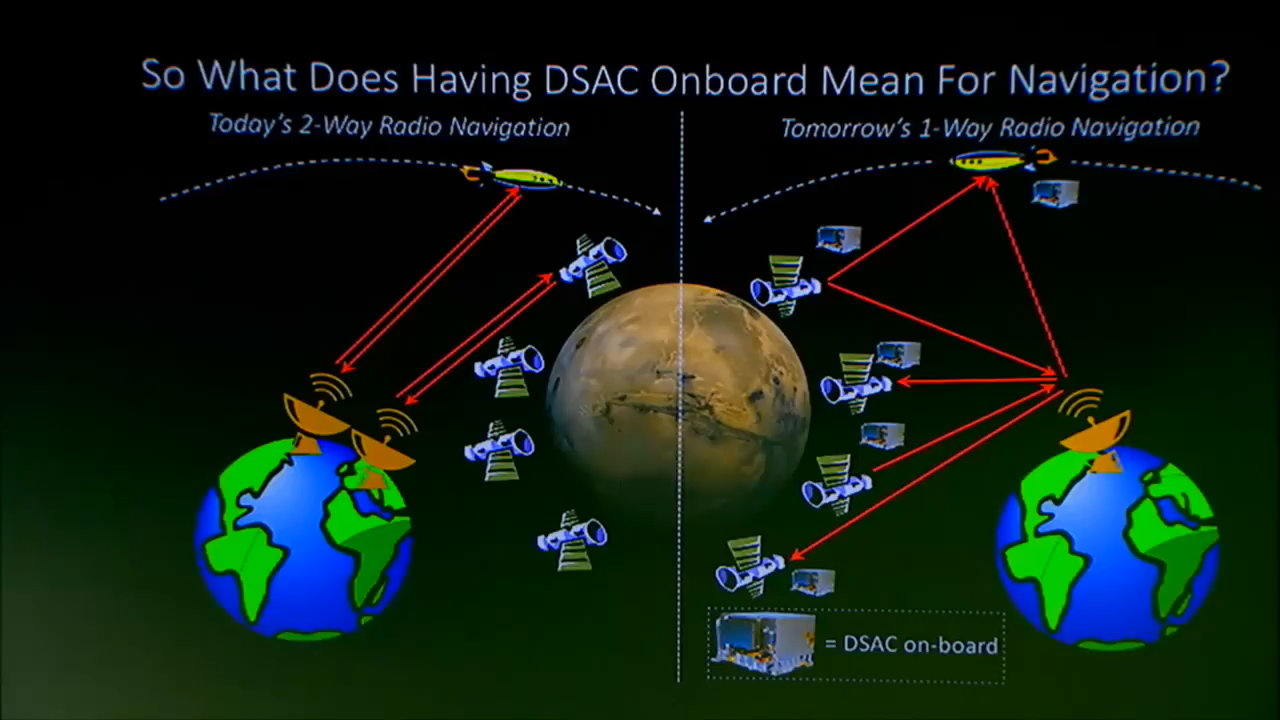 So What Does Having DSAC Onboard Mean For Navigation?
Today's 2-Way Radio Navigation
Tomorrow's 1-Way Radio Navigation
= DSAC on-board